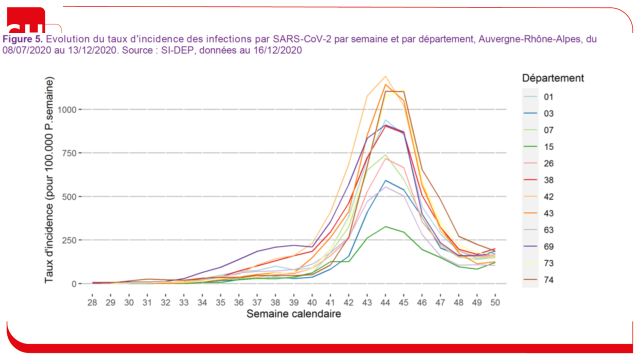 Figure 5. Evolution du taux d'incidence des infections par SARS-CoV-2 par semaine et par département, Auvergne-Rhône-Alpes, du
08/07/2020 au 13/12/2020. Source : SI-DEP, données au 16/12/2020
Département
01
03
07
15
26
38
42
43
63
69
73
74
Taux d'incidence (pour 100.000 P.semaine)
1000
750
500
250
0
28 29 30 31 32 33 34 35 36 37 38 39 40 41 42 43 44 45 46 47 48 49 50
Semaine calendaire